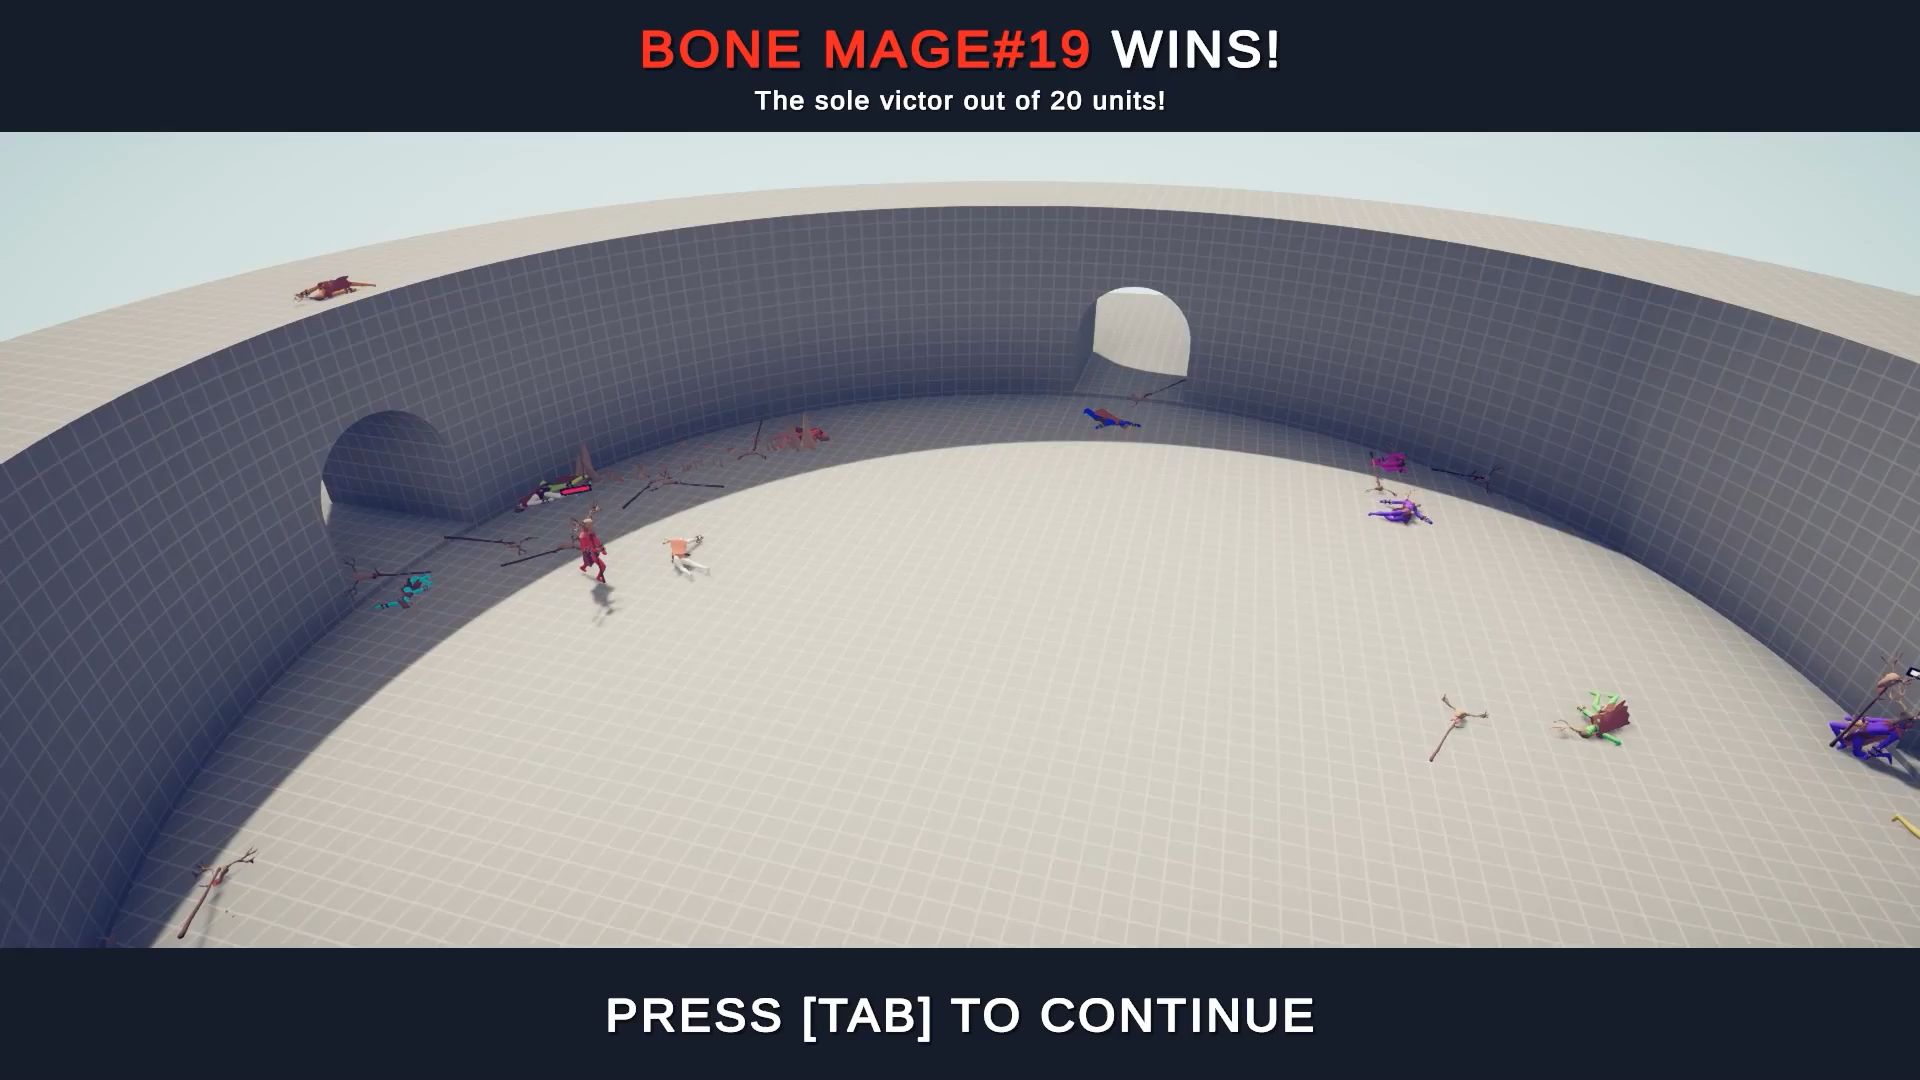 BONE MAGE#19 WINS!
The sole victor out of 20 units!
PRESS [TAB] TO CONTINUE